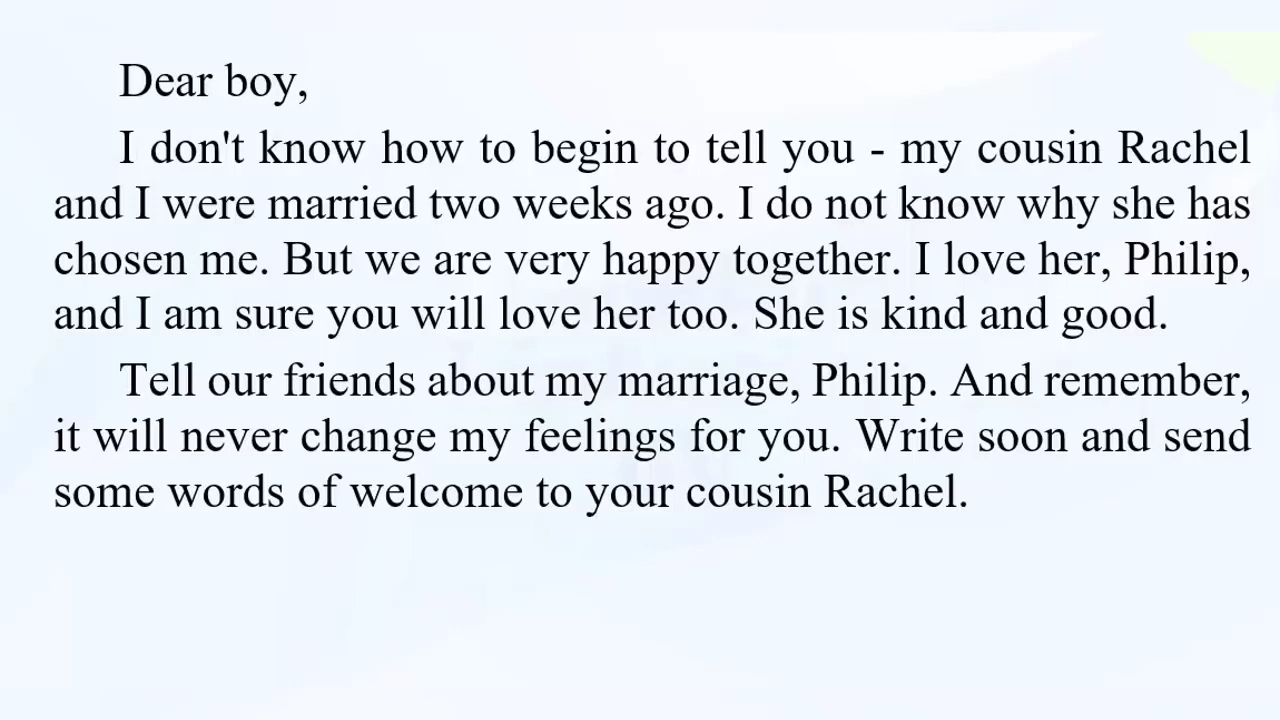 Dear boy,
I don't know how to begin to tell you - my cousin Rachel
and I were married two weeks ago. I do not know why she has
chosen me. But we are very happy together. I love her, Philip,
and I am sure you will love her too. She is kind and good.
Tell our friends about my marriage, Philip. And remember,
it will never change my feelings for you. Write soon and send
some words of welcome to your cousin Rachel.